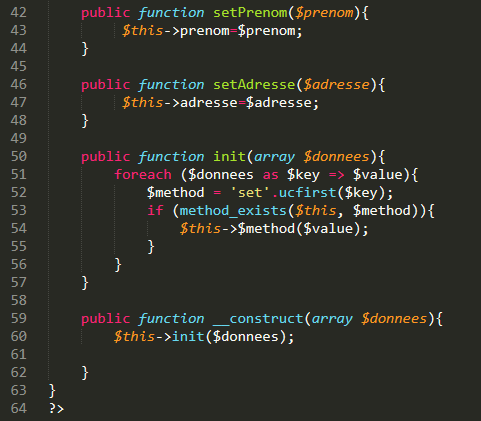 42 public function setPrenom($prenom){
43 $this->prenom=$prenom;
44 }
45
46 public function setAdresse($adresse){
47 $this->adresse=$adresse;
48 }
49
50 public function init(array $donnees){
51 foreach ($donnees as $key => $value){
52 $method = 'set'.ucfirst($key);
53 if (method_exists($this, $method)){
54 $this->$method($value);
55 }
56 }
57 }
58
59 public function __construct(array $donnees){
60 $this->init($donnees);
61
62 }
63 }
64 ?>